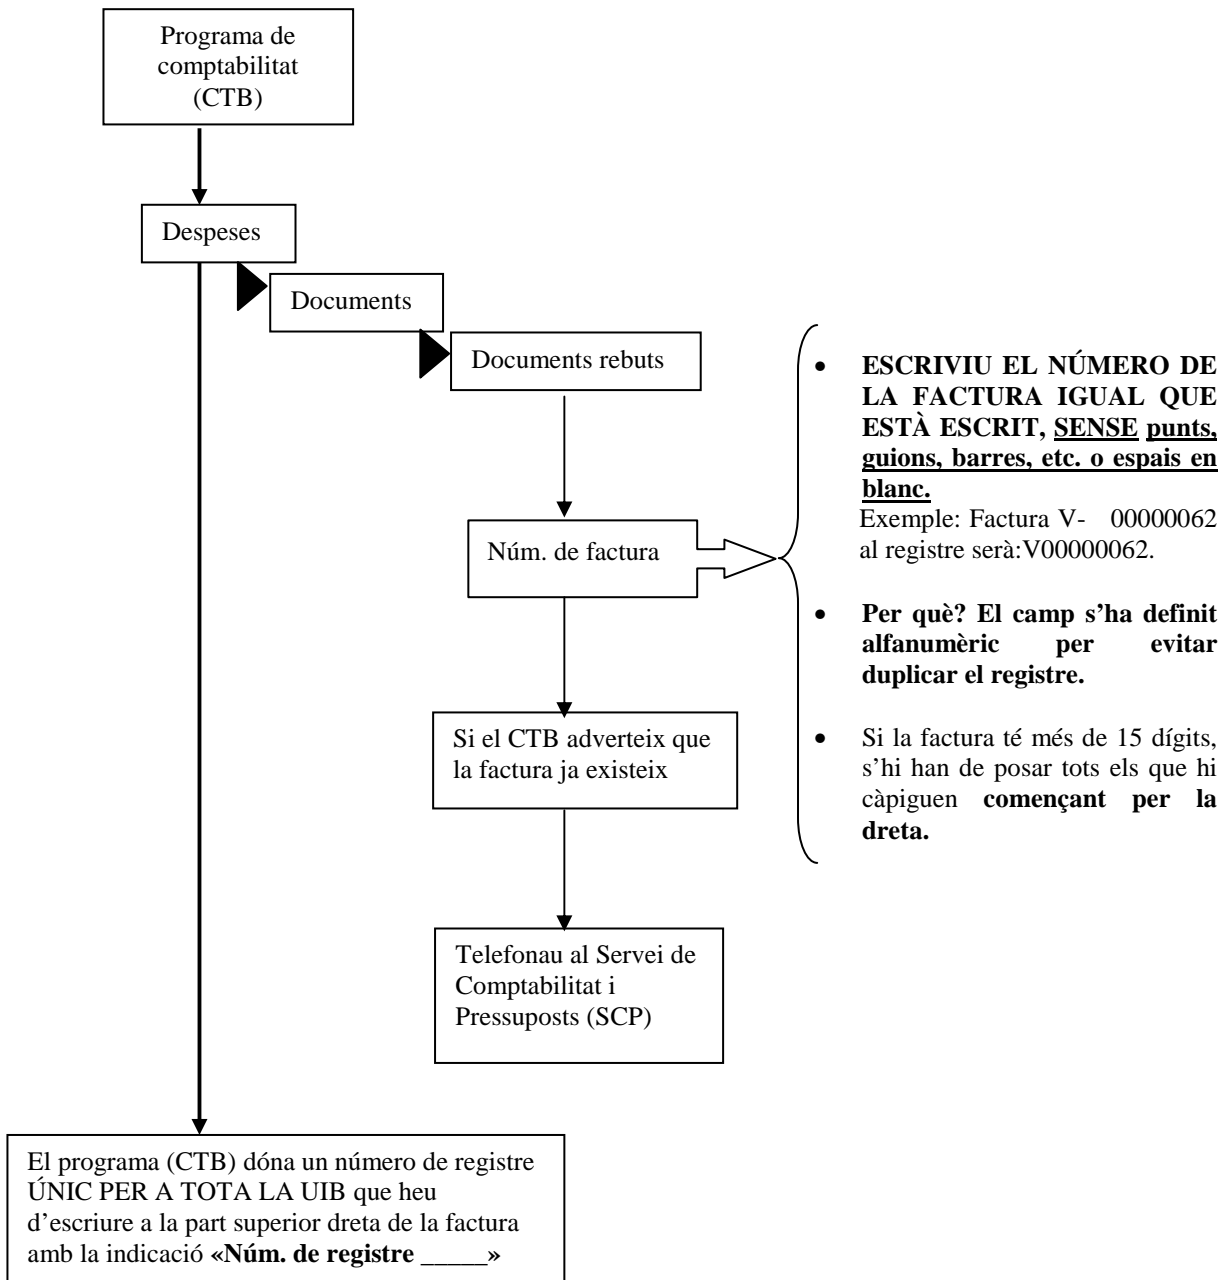 Programa de
comptabilitat
(CTB)
Despeses
Documents
Documents rebuts
Núm. de factura
• ESCRIVIU EL NÚMERO DE
LA FACTURA IGUAL QUE
ESTÀ ESCRIT, SENSE punts,
guions, barres, etc. o espais en
blanc.
Exemple: Factura V- 00000062
al registre serà:V00000062.
• Per què? El camp s’ha definit
alfanumèric per evitar
duplicar el registre.
• Si la factura té més de 15 dígits,
s’hi han de posar tots els que hi
càpiguen començant per la
dreta.
Si el CTB adverteix que
la factura ja existeix
Telefonau al Servei de
Comptabilitat i
Pressuposts (SCP)
El programa (CTB) dóna un número de registre
ÚNIC PER A TOTA LA UIB que heu
d’escriure a la part superior dreta de la factura
amb la indicació «Núm. de registre _____»